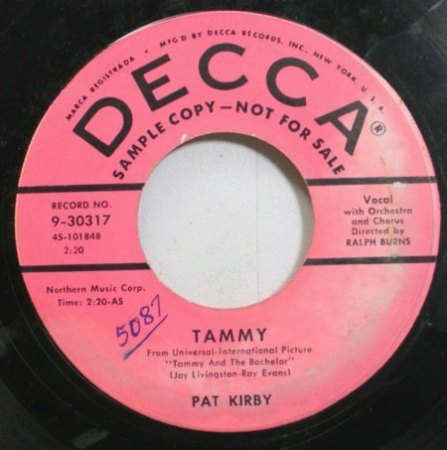 MARCA REGISTRADA • MF'G D BY DECCA RECORDS, INC., NEW YORK, U. S. A.
DECCA®
SAMPLE COPY—NOT FOR SALE
RECORD NO.
9-30317
45-101848
2:20
Vocal
with Orchestra
and Chorus
Directed by
RALPH BURNS
Northern Music Corp.
Time: 2:20-AS
5087
TAMMY
From Universal-International Picture
"Tammy And The Bachelor"
(Jay Livingston-Ray Evans)
PAT KIRBY